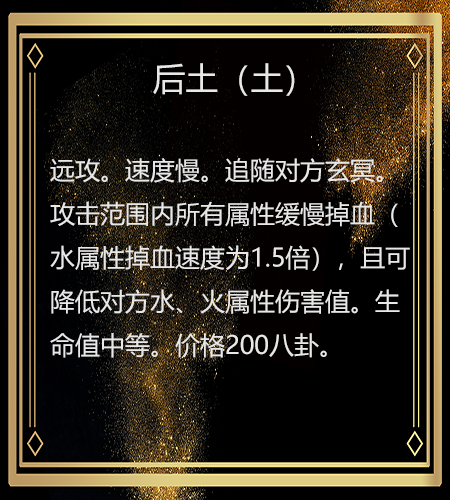 后土（土）
远攻。速度慢。追随对方玄冥。
攻击范围内所有属性缓慢掉血（
水属性掉血速度为1.5倍），且可
降低对方水、火属性伤害值。生
命值中等。价格200八卦。